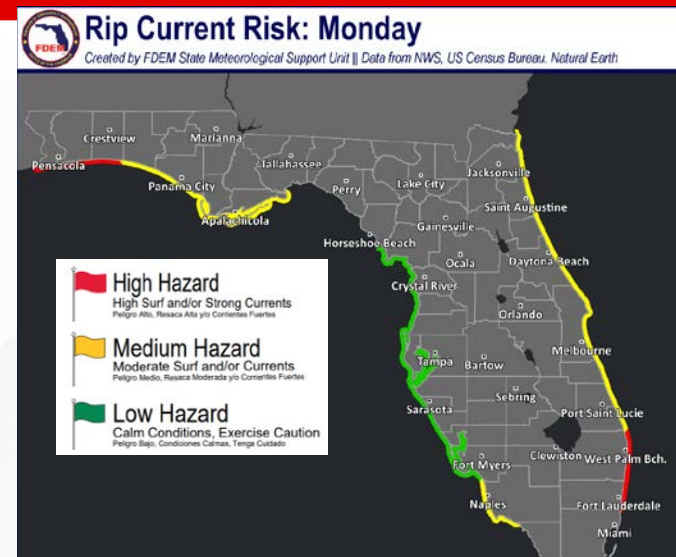 FDEM
Rip Current Risk: Monday
Created by FDEM State Meteorological Support Unit || Data from NWS, US Census Bureau. Natural Earth
Crestview
Marianna
Pensacola
Tallahassee
Jacksonville
Panama City
Perry
Lake City
Apalachicola
Saint Augustine
Gainesville
Horseshoe Beach
Ocala
Daytona Beach
Crystal River
Orlando
High Hazard
High Surf and/or Strong Currents
Peligro Alto, Resaca Alta y/o Corrientes Fuertes
Medium Hazard
Moderate Surf and/or Currents
Peligro Medio, Resaca Moderada y/o Corrientes Fuertes
Low Hazard
Calm Conditions, Exercise Caution
Peligro Bajo, Condiciones Calmas, Tenga Cuidado
Melbourne
Tampa
Bartow
Sebring
Sarasota
Port Saint Lucie
Fort Myers
Clewiston
West Palm Bch.
Naples
Fort Lauderdale
Miami